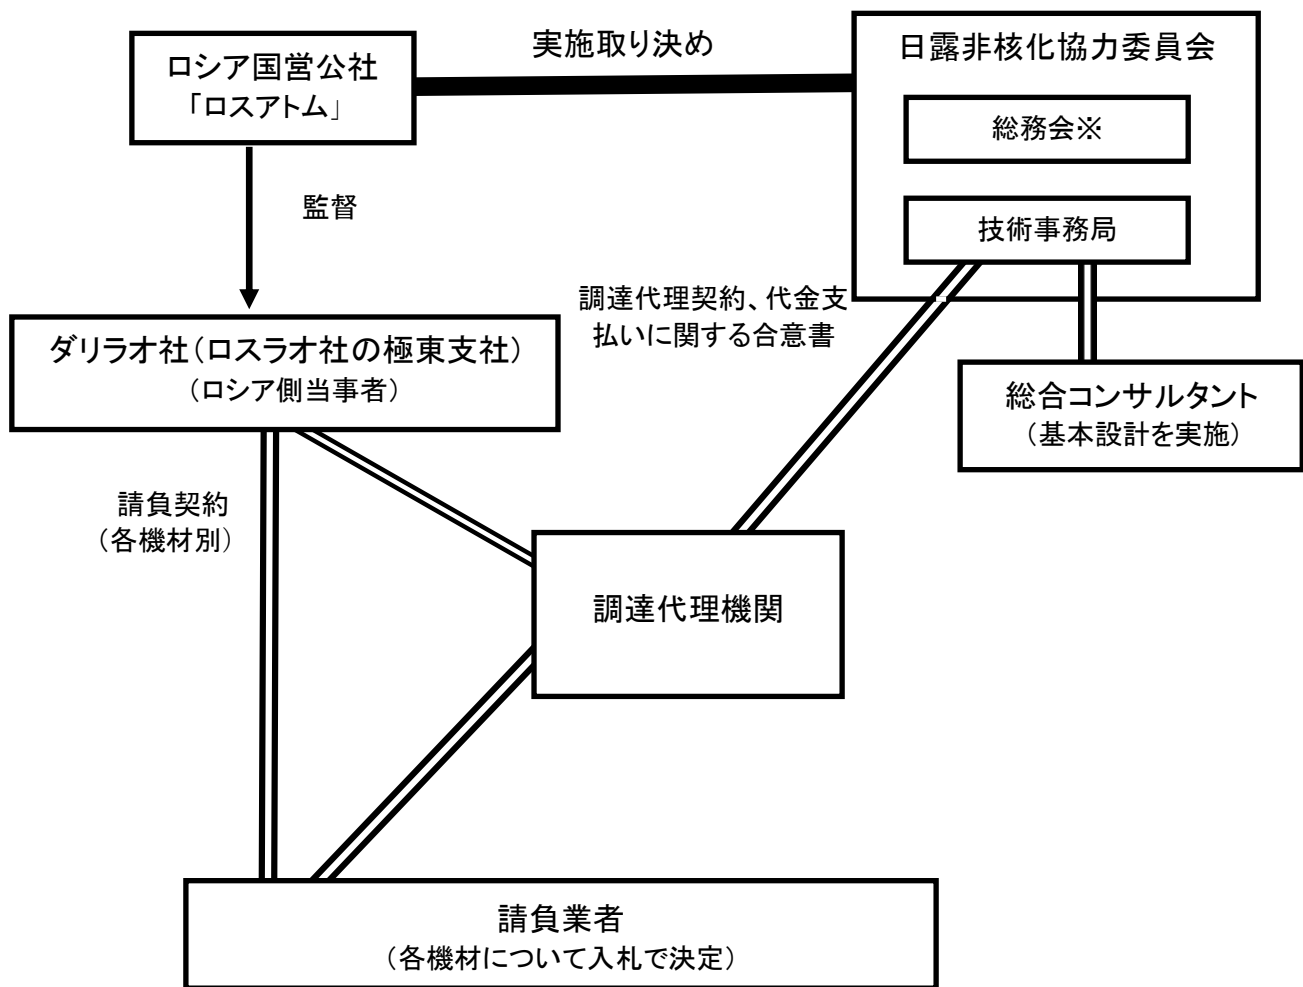 実施取り決め
日露非核化協力委員会
ロシア国営公社
「ロスアトム」
総務会※
監督
技術事務局
調達代理契約、代金支
払いに関する合意書
ダリラオ社（ロスラオ社の極東支社）
（ロシア側当事者）
総合コンサルタント
（基本設計を実施）
請負契約
（各機材別）
調達代理機関
請負業者
（各機材について入札で決定）